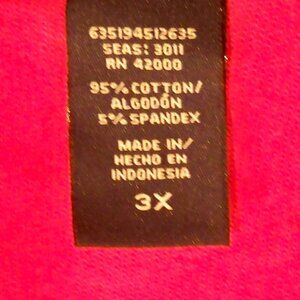 635194512635
SEAS: 3011
RN 42000
95% COTTON/
ALGODÓN
5% SPANDEX
MADE IN/
HECHO EN
INDONESIA
3X